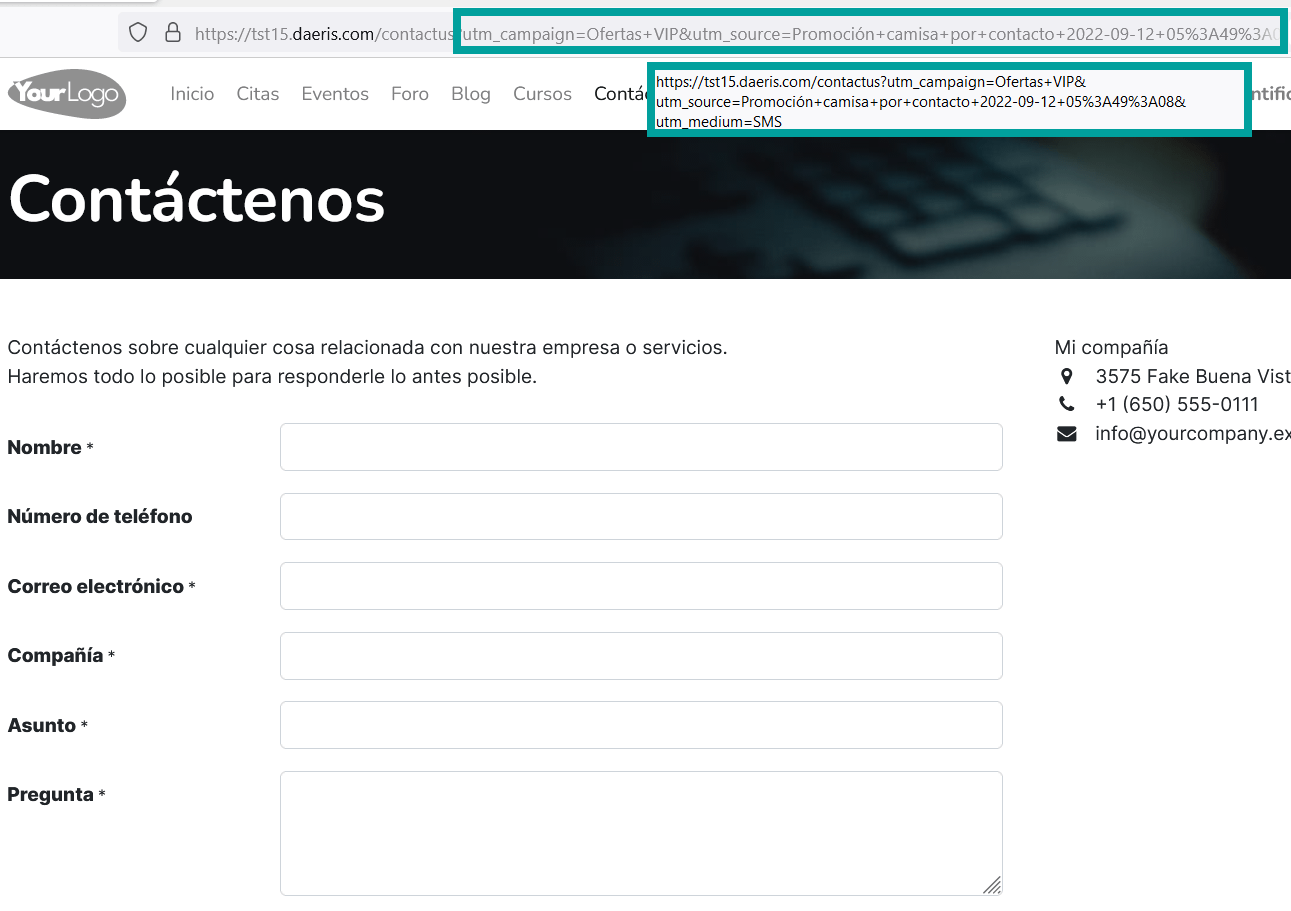 https://tst15.daeris.com/contactus?utm_campaign=Ofertas+VIP&utm_source=Promoción+camisa+por+contacto+2022-09-12+05%3A49%3A0
https://tst15.daeris.com/contactus?utm_campaign=Ofertas+VIP&
utm_source=Promoción+camisa+por+contacto+2022-09-12+05%3A49%3A08&
utm_medium=SMS
YourLogo
Inicio Citas Eventos Foro Blog Cursos Contác ntific
Contáctenos
Contáctenos sobre cualquier cosa relacionada con nuestra empresa o servicios.
Haremos todo lo posible para responderle lo antes posible.
Mi compañía
3575 Fake Buena Vist
+1 (650) 555-0111
info@yourcompany.ex
Nombre *
Número de teléfono
Correo electrónico *
Compañía *
Asunto *
Pregunta *